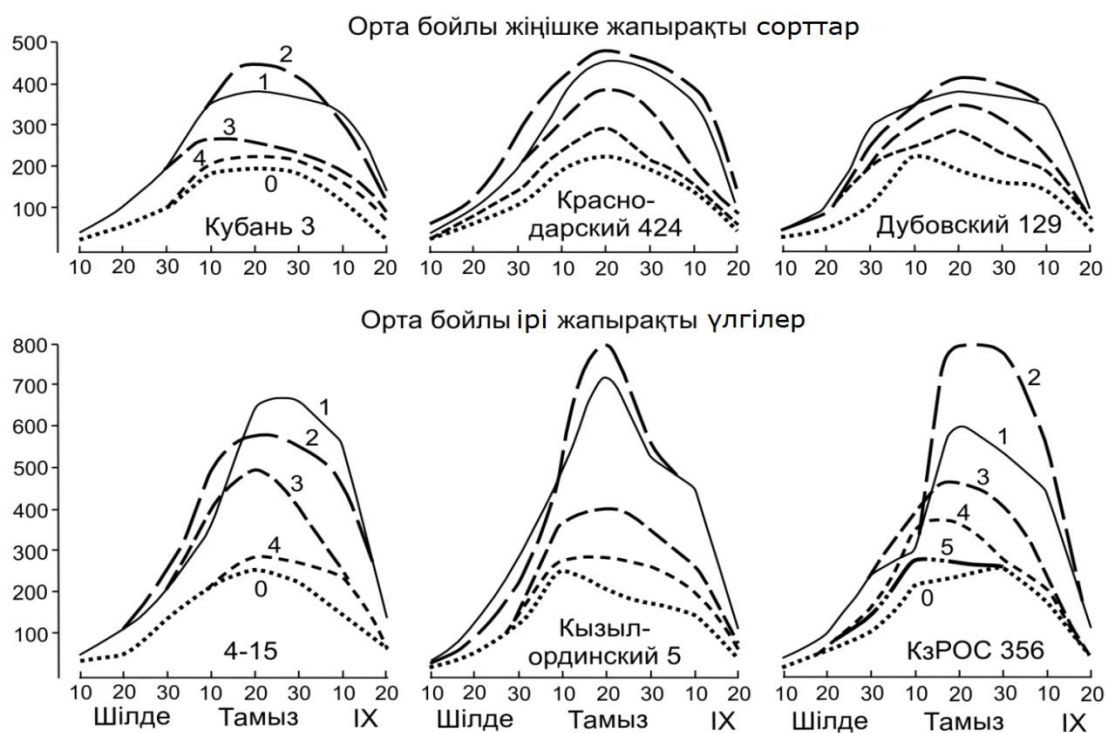 Орта бойлы жіңішке жапырақты сорттар
500
400
300
200
100
2
1
3
4
0
Кубань 3
Красно-
дарский 424
Дубовский 129
10 20 30 10 20 30 10 20
10 20 30 10 20 30 10 20
10 20 30 10 20 30 10 20
Орта бойлы ірі жапырақты үлгілер
800
700
600
500
400
300
200
100
1
2
3
4
0
4-15
Кызыл-
ординский 5
2
1
3
4
5
0
КзРОС 356
10 20 30 10 20 30 10 20
10 20 30 10 20 30 10 20
10 20 30 10 20 30 10 20
Шілде Тамыз IX
Шілде Тамыз IX
Шілде Тамыз IX